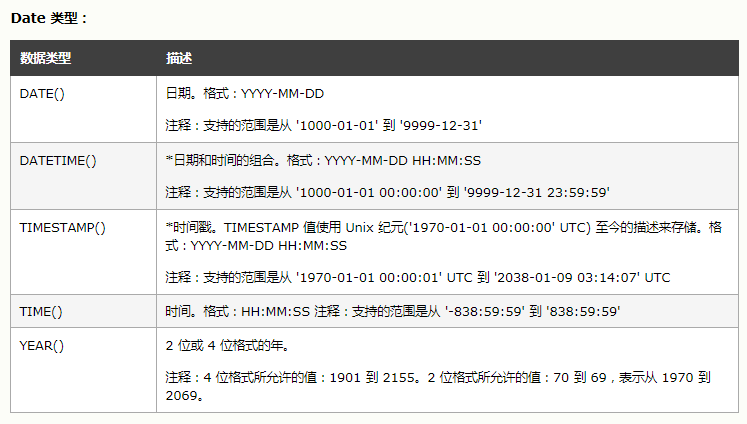 Date 类型：
数据类型 描述
DATE() 日期。格式：YYYY-MM-DD
注释：支持的范围是从 '1000-01-01' 到 '9999-12-31'
DATETIME() *日期和时间的组合。格式：YYYY-MM-DD HH:MM:SS
注释：支持的范围是从 '1000-01-01 00:00:00' 到 '9999-12-31 23:59:59'
TIMESTAMP() *时间戳。TIMESTAMP 值使用 Unix 纪元('1970-01-01 00:00:00' UTC) 至今的描述来存储。格
式：YYYY-MM-DD HH:MM:SS
注释：支持的范围是从 '1970-01-01 00:00:01' UTC 到 '2038-01-09 03:14:07' UTC
TIME() 时间。格式：HH:MM:SS 注释：支持的范围是从 '-838:59:59' 到 '838:59:59'
YEAR() 2 位或 4 位格式的年。
注释：4 位格式所允许的值：1901 到 2155。2 位格式所允许的值：70 到 69，表示从 1970 到
2069。